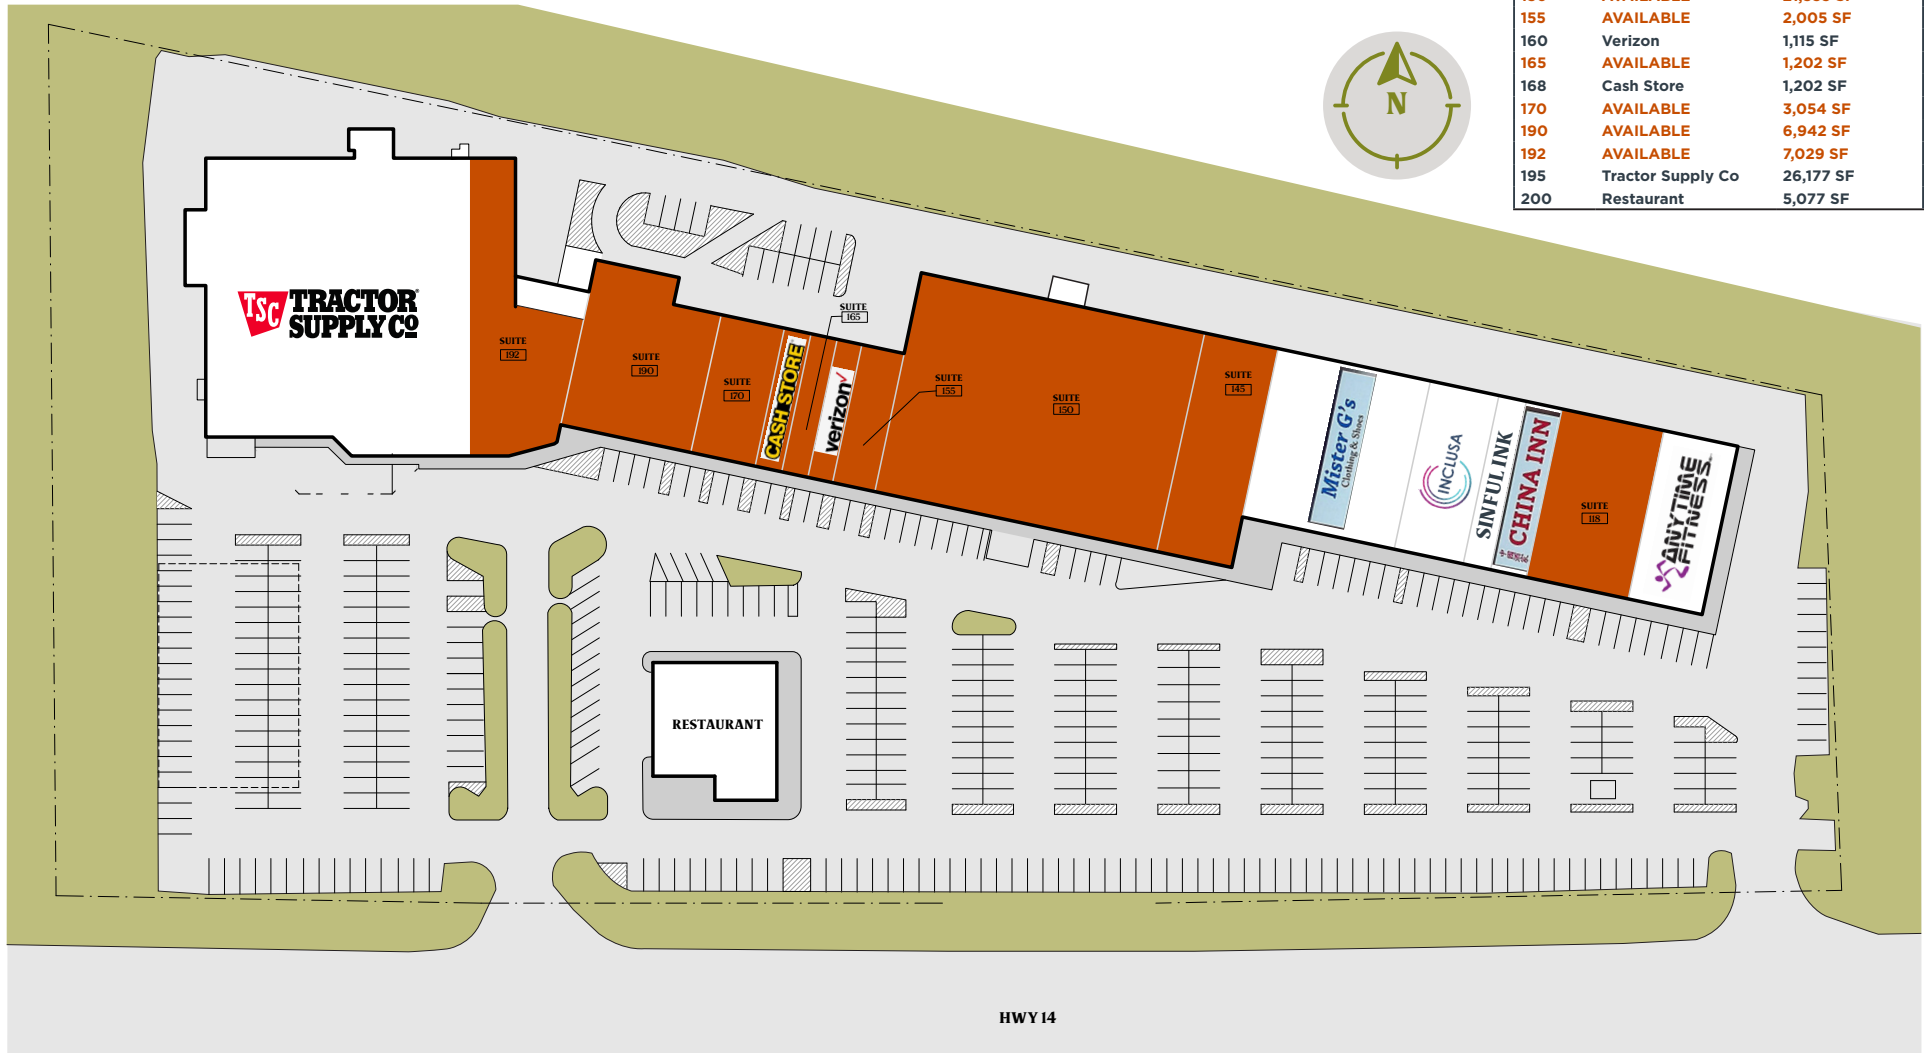 155 AVAILABLE 2,005 SF
160 Verizon 1,115 SF
165 AVAILABLE 1,202 SF
168 Cash Store 1,202 SF
170 AVAILABLE 3,054 SF
190 AVAILABLE 6,942 SF
192 AVAILABLE 7,029 SF
195 Tractor Supply Co 26,177 SF
200 Restaurant 5,077 SF
N
TSC TRACTOR
SUPPLY CO
SUITE
192
SUITE
190
SUITE
170
CASH STORE
SUITE
165
verizon
SUITE
155
SUITE
150
SUITE
145
Mister G's
Clothing & Shoes
INCLUSA
SINFUL INK
CHINA INN
SUITE
118
ANYTIME
FITNESS
RESTAURANT
HWY 14